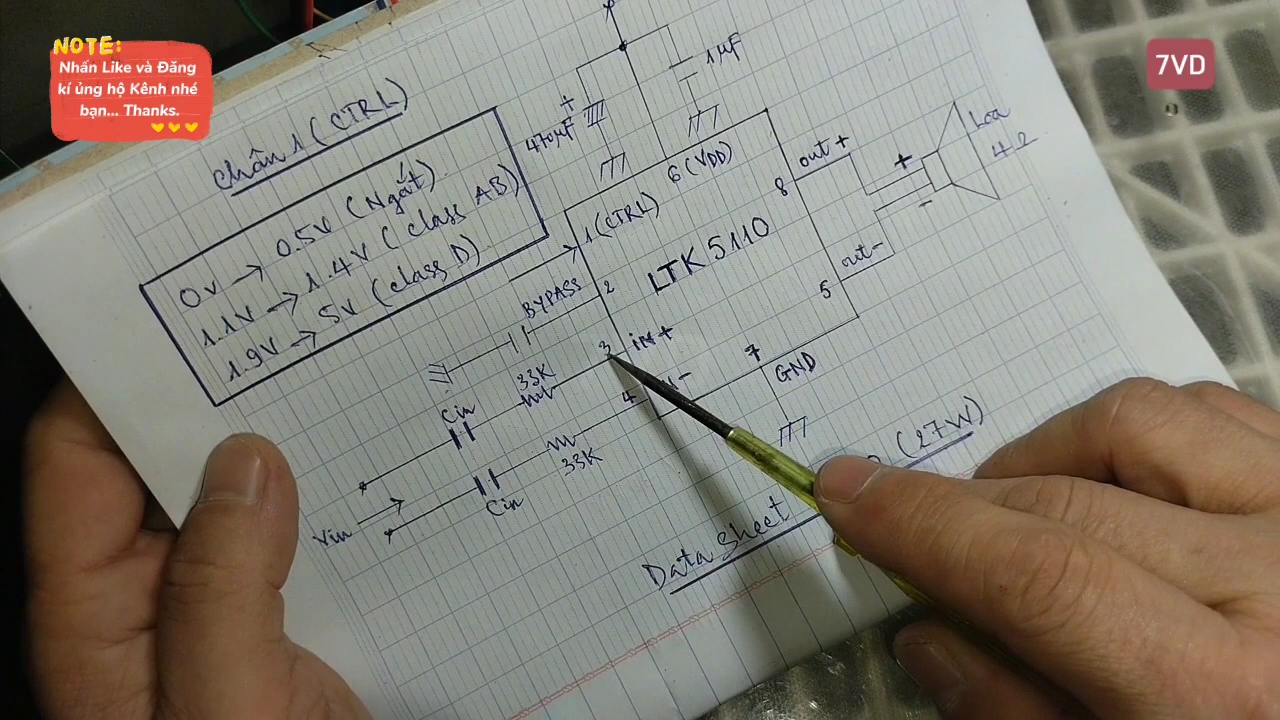 NOTE:
Nhấn Like và Đăng
kí ủng hộ Kênh nhé
bạn... Thanks.
7VD
Chân 1 (CTRL)
0V → 0.5V (Ngắt)
1.1V → 1.4V (class AB)
1.9V → 5V (class D)
470µF
+
1µF
6 (VDD)
1 (CTRL)
LTK 5110
8
out +
+
-
Loa
4Ω
5
out -
BYPASS
2
3
in +
33K
Cin
4
7
GND
33K
Cin
Vin
Data sheet
(27W)